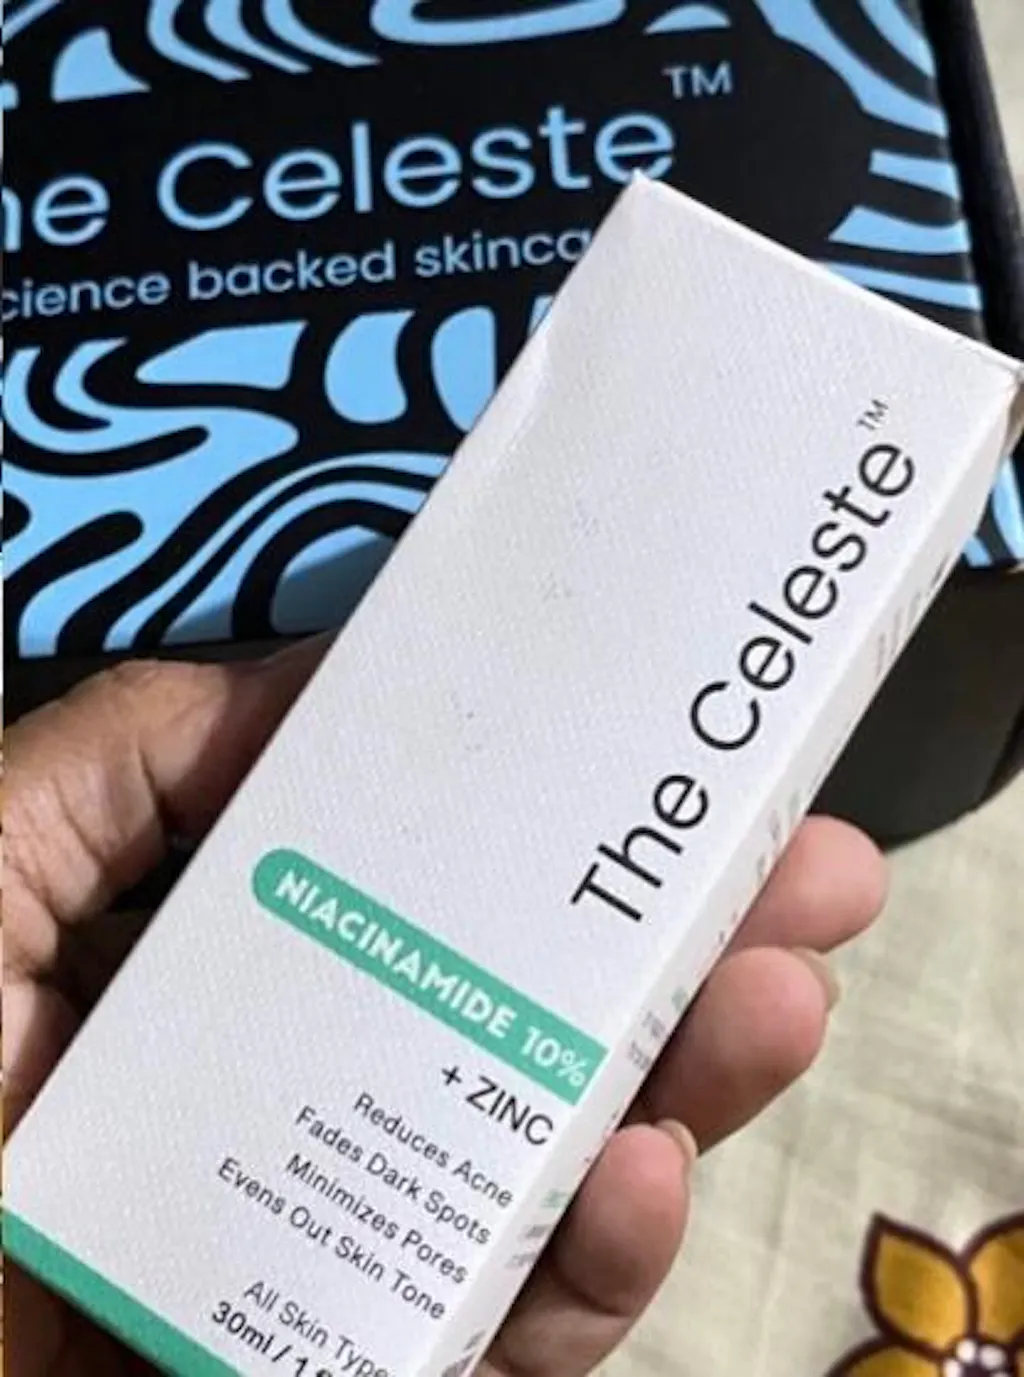 he Celeste™
cience backed skinca
The Celeste™
NIACINAMIDE 10%
+ ZINC
Reduces Acne
Fades Dark Spots
Minimizes Pores
Evens Out Skin Tone
All Skin Type
30ml / 1